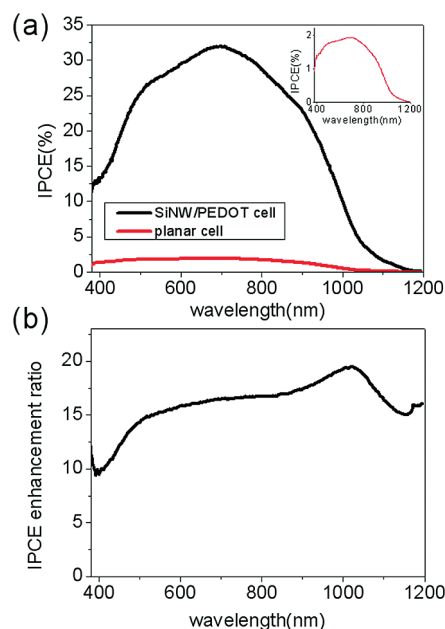 (a)
IPCE(%)
35
30
25
20
15
10
5
0
SiNW/PEDOT cell
planar cell
400 600 800 1000 1200
wavelength(nm)
IPCE(%)
2
1
0
400 800 1200
wavelength(nm)
(b)
IPCE enhancement ratio
20
15
10
5
0
400 600 800 1000 1200
wavelength(nm)